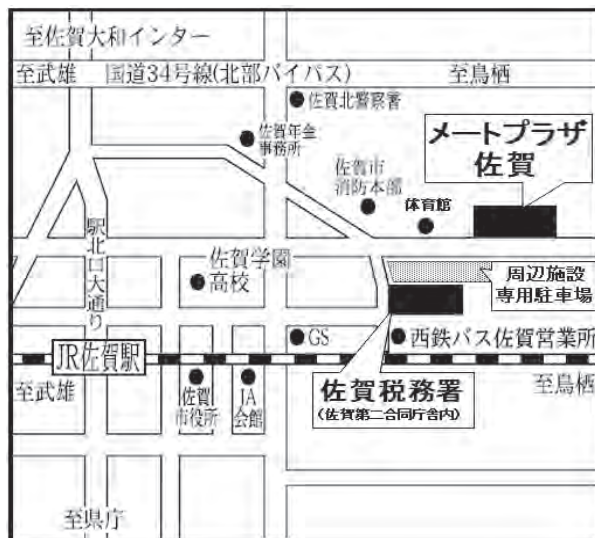 至佐賀大和インター
至武雄 国道34号線(北部バイパス) 至鳥栖
佐賀北警察署
佐賀年金
事務所
メートプラザ
佐賀
佐賀市
消防本部
体育館
駅北口大通り
佐賀学園
高校
周辺施設
専用駐車場
GS
西鉄バス佐賀営業所
JR佐賀駅
至武雄
佐賀
市役所
JA
会館
佐賀税務署
(佐賀第二合同庁舎内)
至鳥栖
至県庁